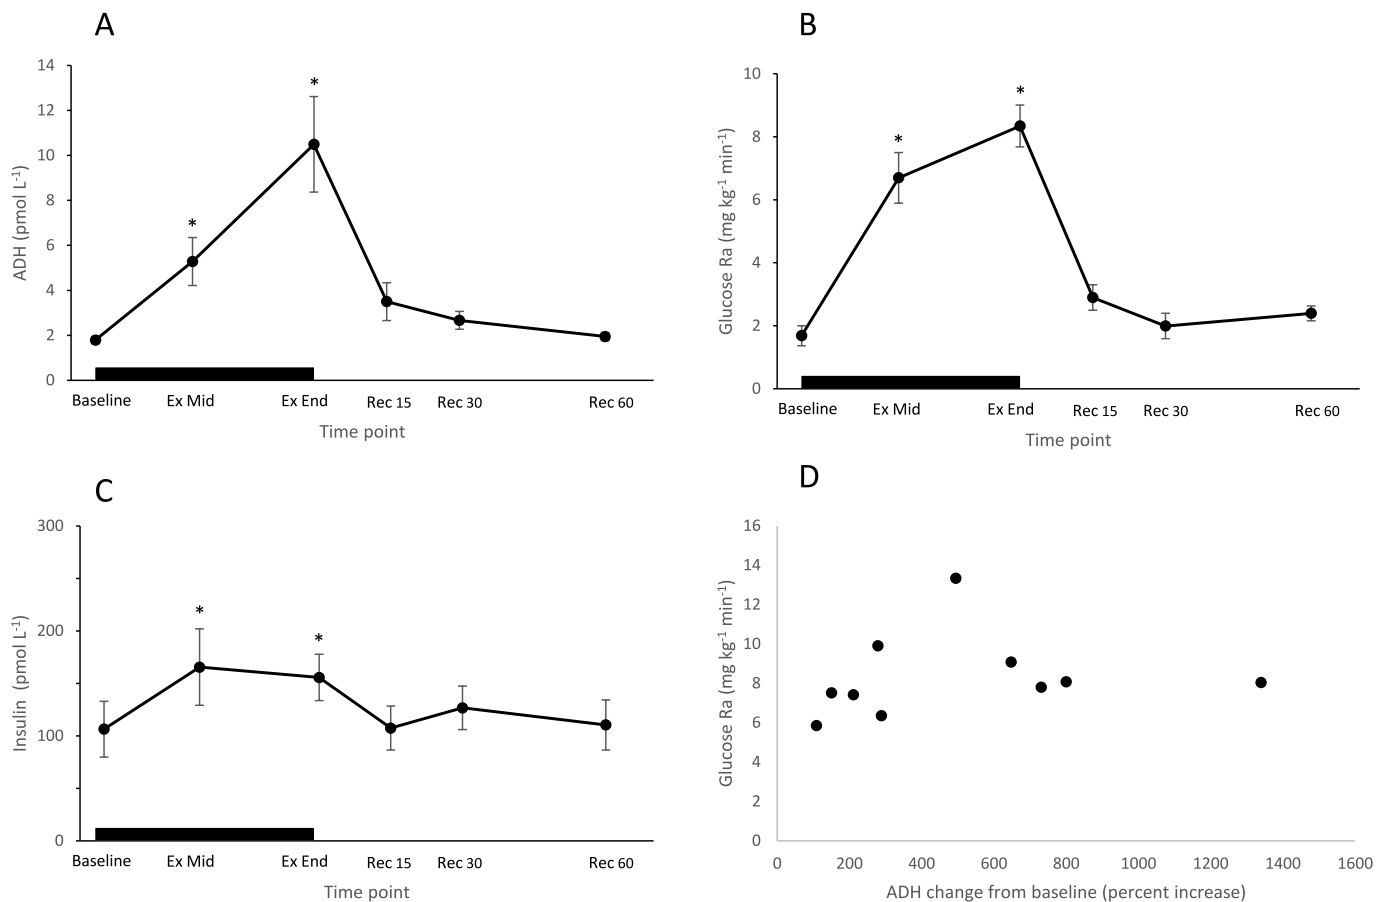 A
14
12
10
8
6
4
2
0
ADH (pmol L-1)
*
*
Baseline Ex Mid Ex End Rec 15 Rec 30 Rec 60
Time point
B
10
8
6
4
2
0
Glucose Ra (mg kg-1 min-1)
*
*
Baseline Ex Mid Ex End Rec 15 Rec 30 Rec 60
Time point
C
300
200
100
0
Insulin (pmol L-1)
*
*
Baseline Ex Mid Ex End Rec 15 Rec 30 Rec 60
Time point
D
16
14
12
10
8
6
4
2
0
Glucose Ra (mg kg-1 min-1)
0 200 400 600 800 1000 1200 1400 1600
ADH change from baseline (percent increase)